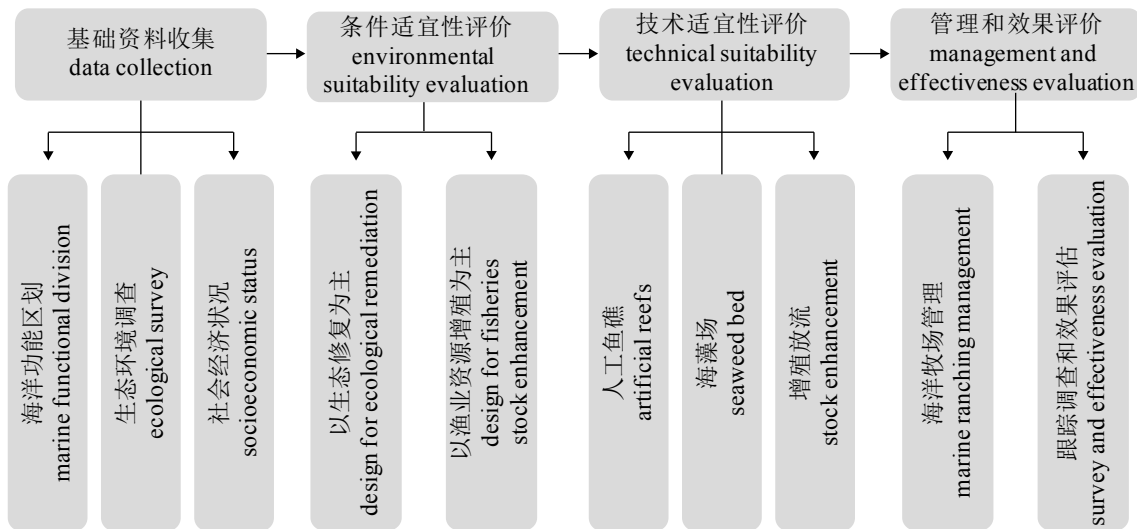 基础资料收集
data collection
条件适宜性评价
environmental
suitability evaluation
技术适宜性评价
technical suitability
evaluation
管理和效果评价
management and
effectiveness evaluation
海洋功能区划
marine functional division
生态环境调查
ecological survey
社会经济状况
socioeconomic status
以生态修复为主
design for ecological remediation
以渔业资源增殖为主
design for fisheries
stock enhancement
人工鱼礁
artificial reefs
海藻场
seaweed bed
增殖放流
stock enhancement
海洋牧场管理
marine ranching management
跟踪调查和效果评估
survey and effectiveness evaluation